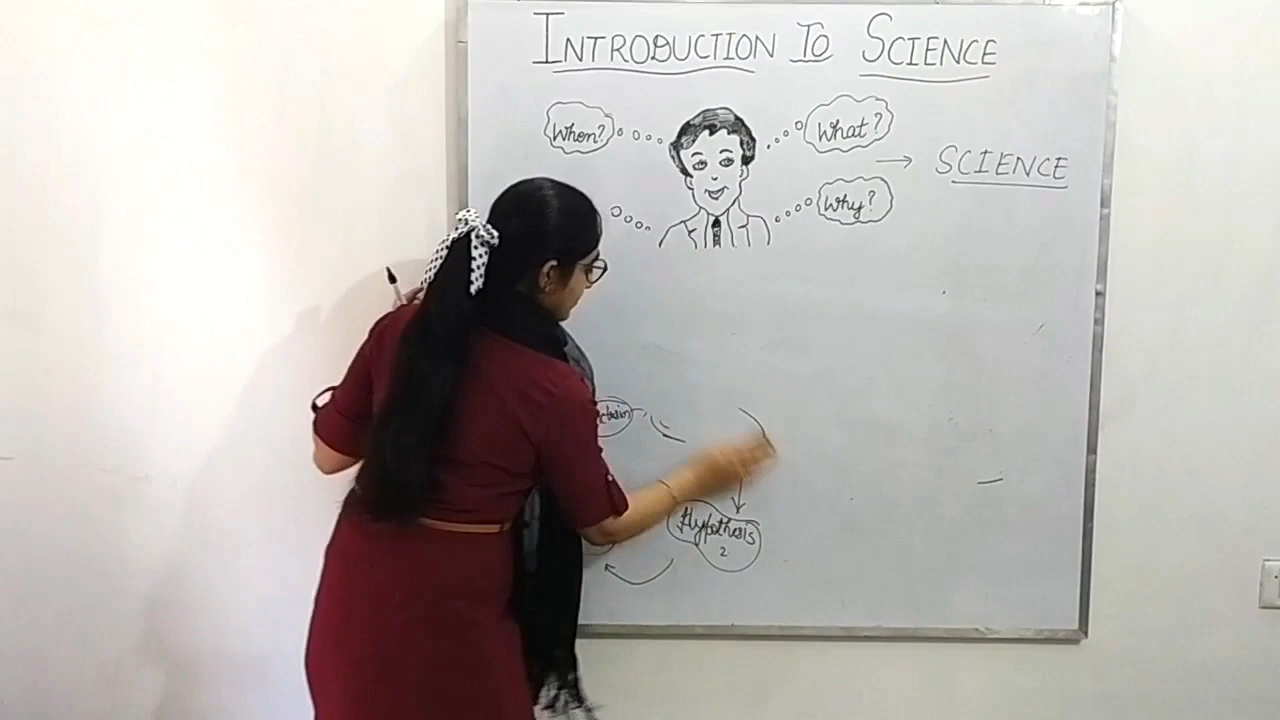 INTRODUCTION TO SCIENCE
When?
What?
SCIENCE
Why?
Hypothesis
2